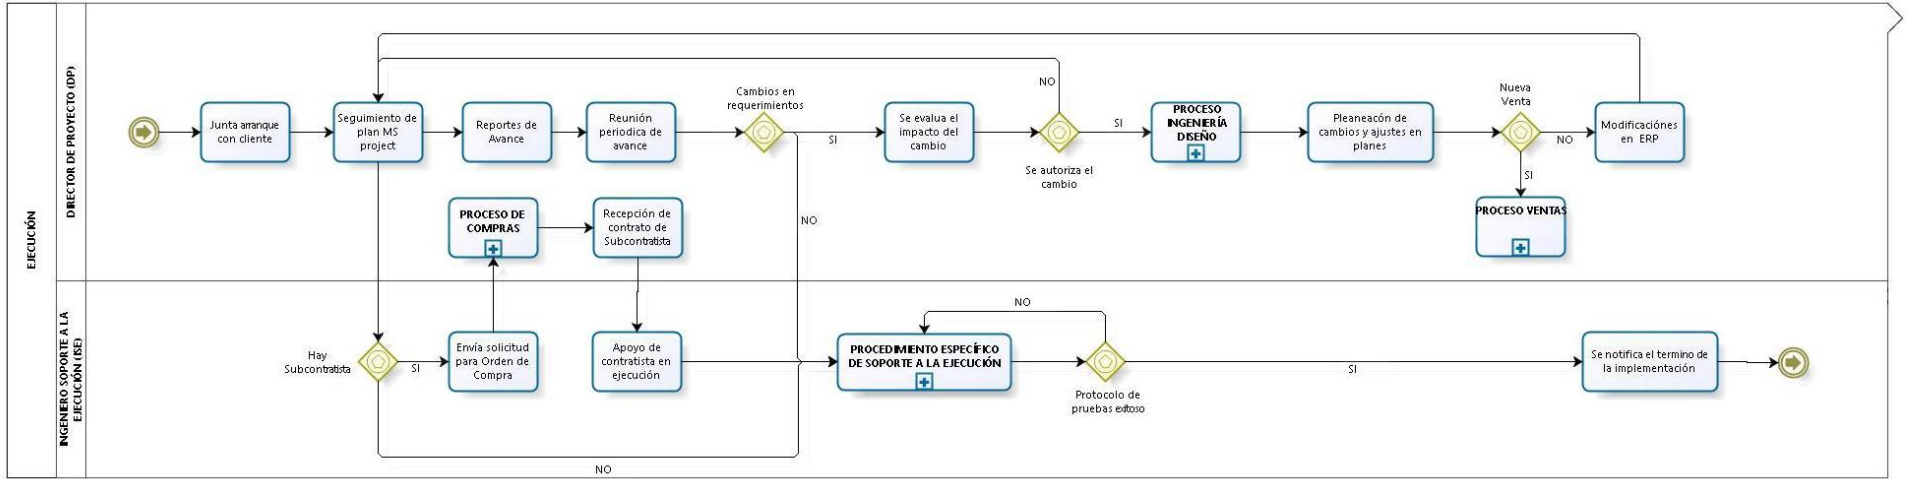 EJECUCIÓN
DIRECTOR DE PROYECTO (DP)
Junta arranque
con cliente
Seguimiento de
plan MS
project
Reportes de
Avance
Reunión
periodica de
avance
Cambios en
requerimientos
SI
NO
Se evalua el
impacto del
cambio
NO
Se autoriza el
cambio
SI
PROCESO
INGENIERÍA
DISEÑO
Pleaneacón de
cambios y ajustes en
planes
Nueva
Venta
NO
SI
Modificaciónes
en ERP
PROCESO VENTAS
PROCESO DE
COMPRAS
Recepción de
contrato de
Subcontratista
INGENIERO SOPORTE A LA
EJECUCIÓN (ISE)
Hay
Subcontratista
SI
Envía solicitud
para Orden de
Compra
Apoyo de
contratista en
ejecución
PROCEDIMIENTO ESPECÍFICO
DE SOPORTE A LA EJECUCIÓN
NO
Protocolo de
pruebas exitoso
SI
Se notifica el termino de
la implementación
NO